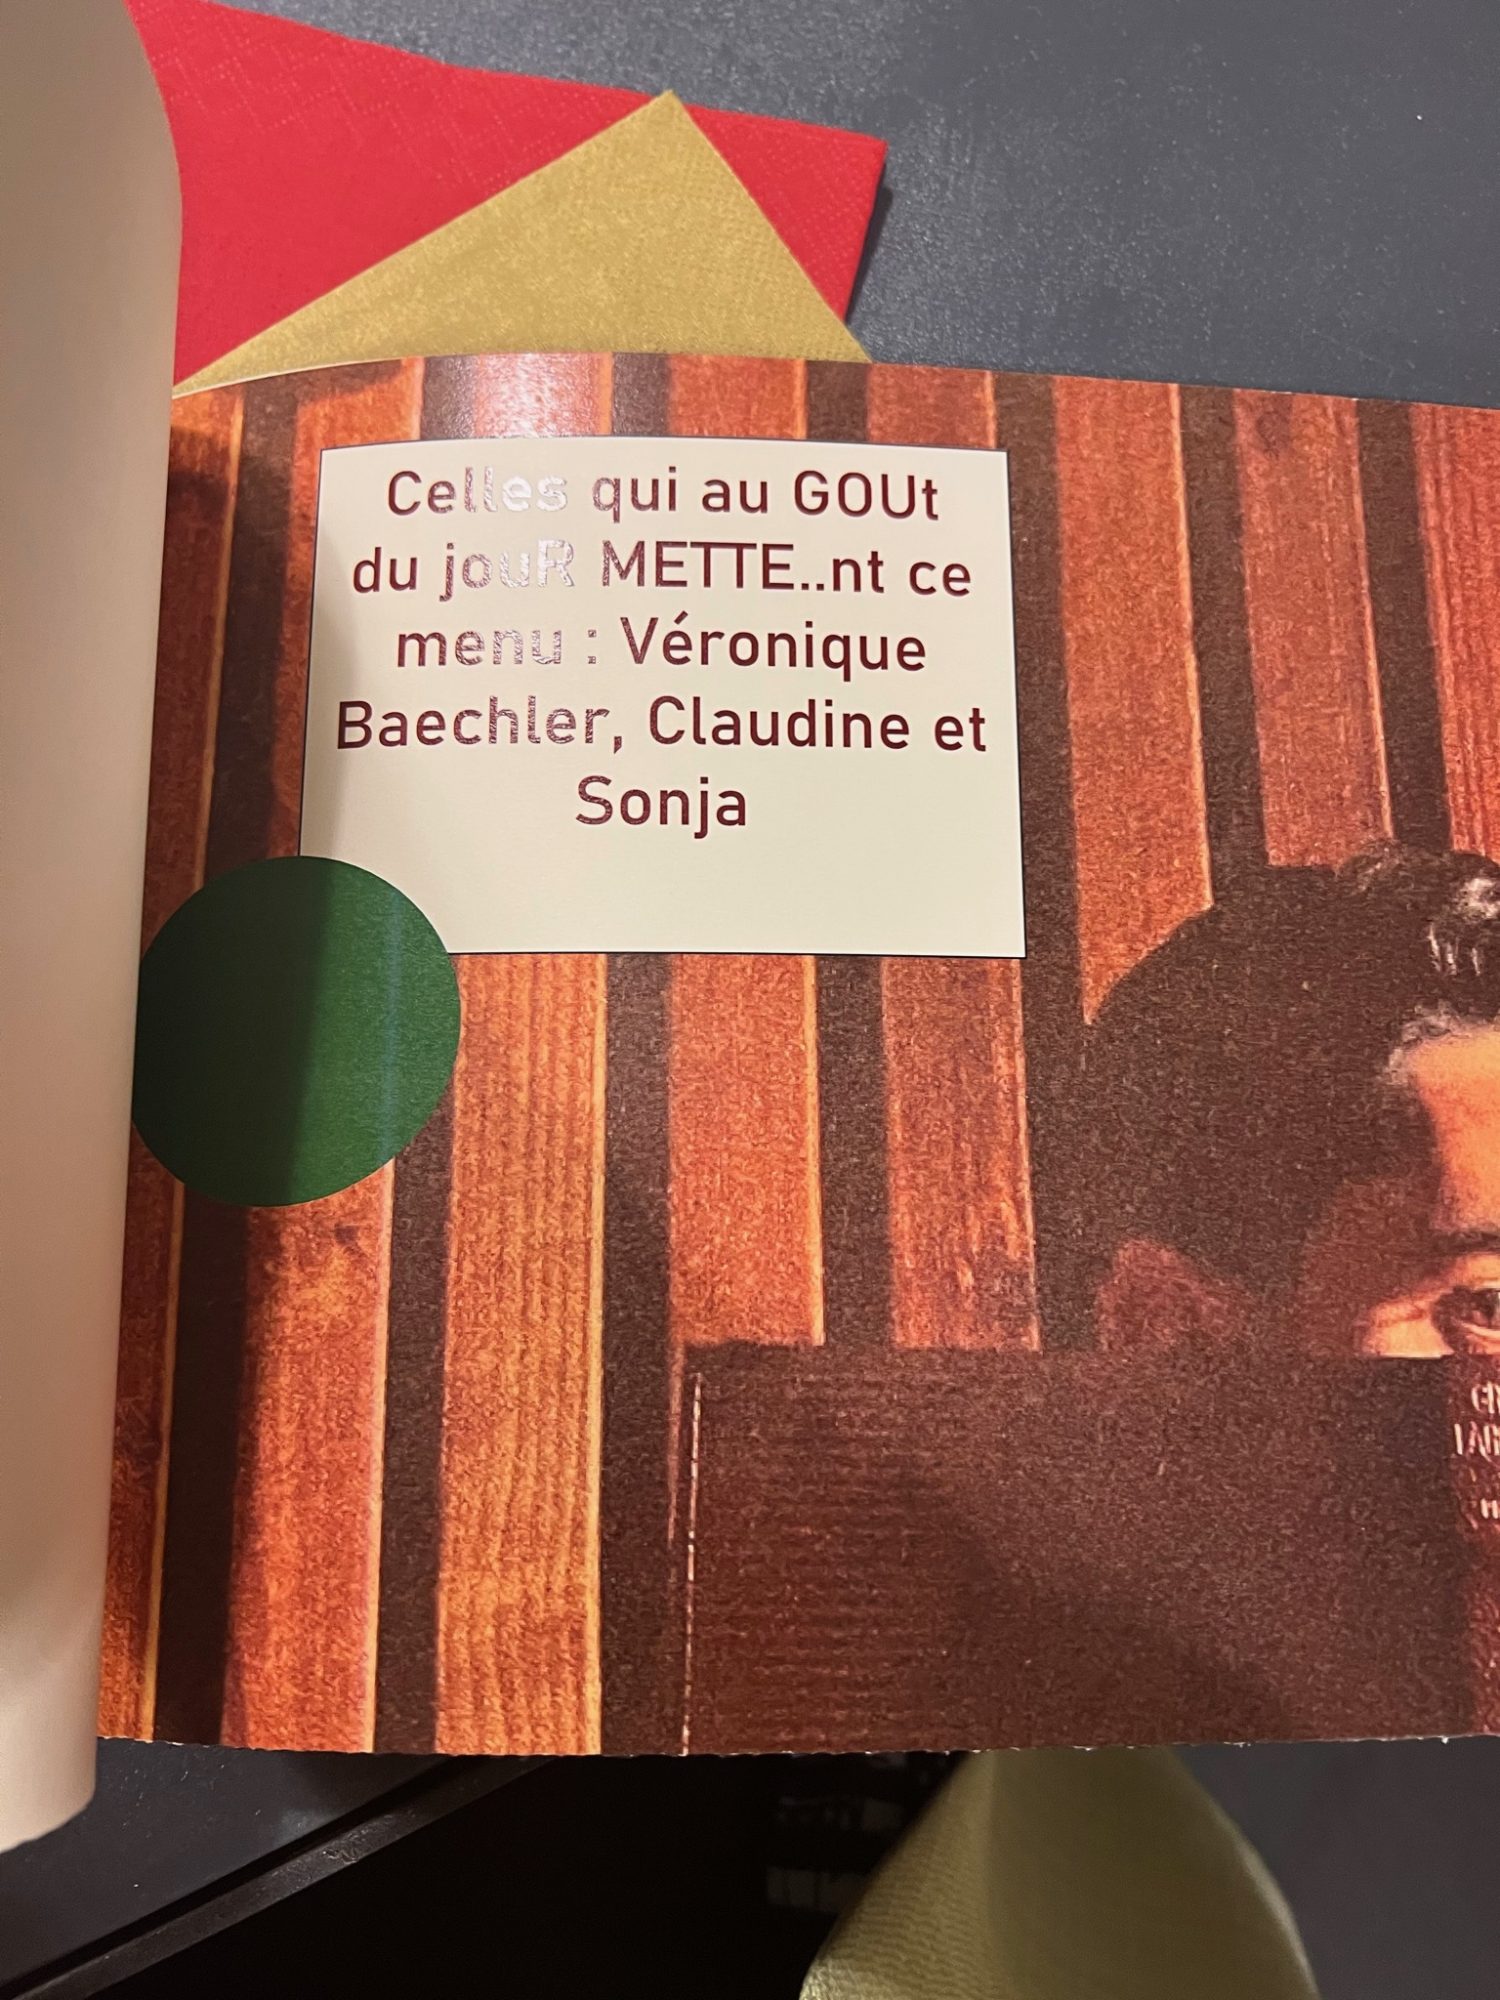 Celles qui au GOUt
du jouR METTE..nt ce
menu : Véronique
Baechler, Claudine et
Sonja